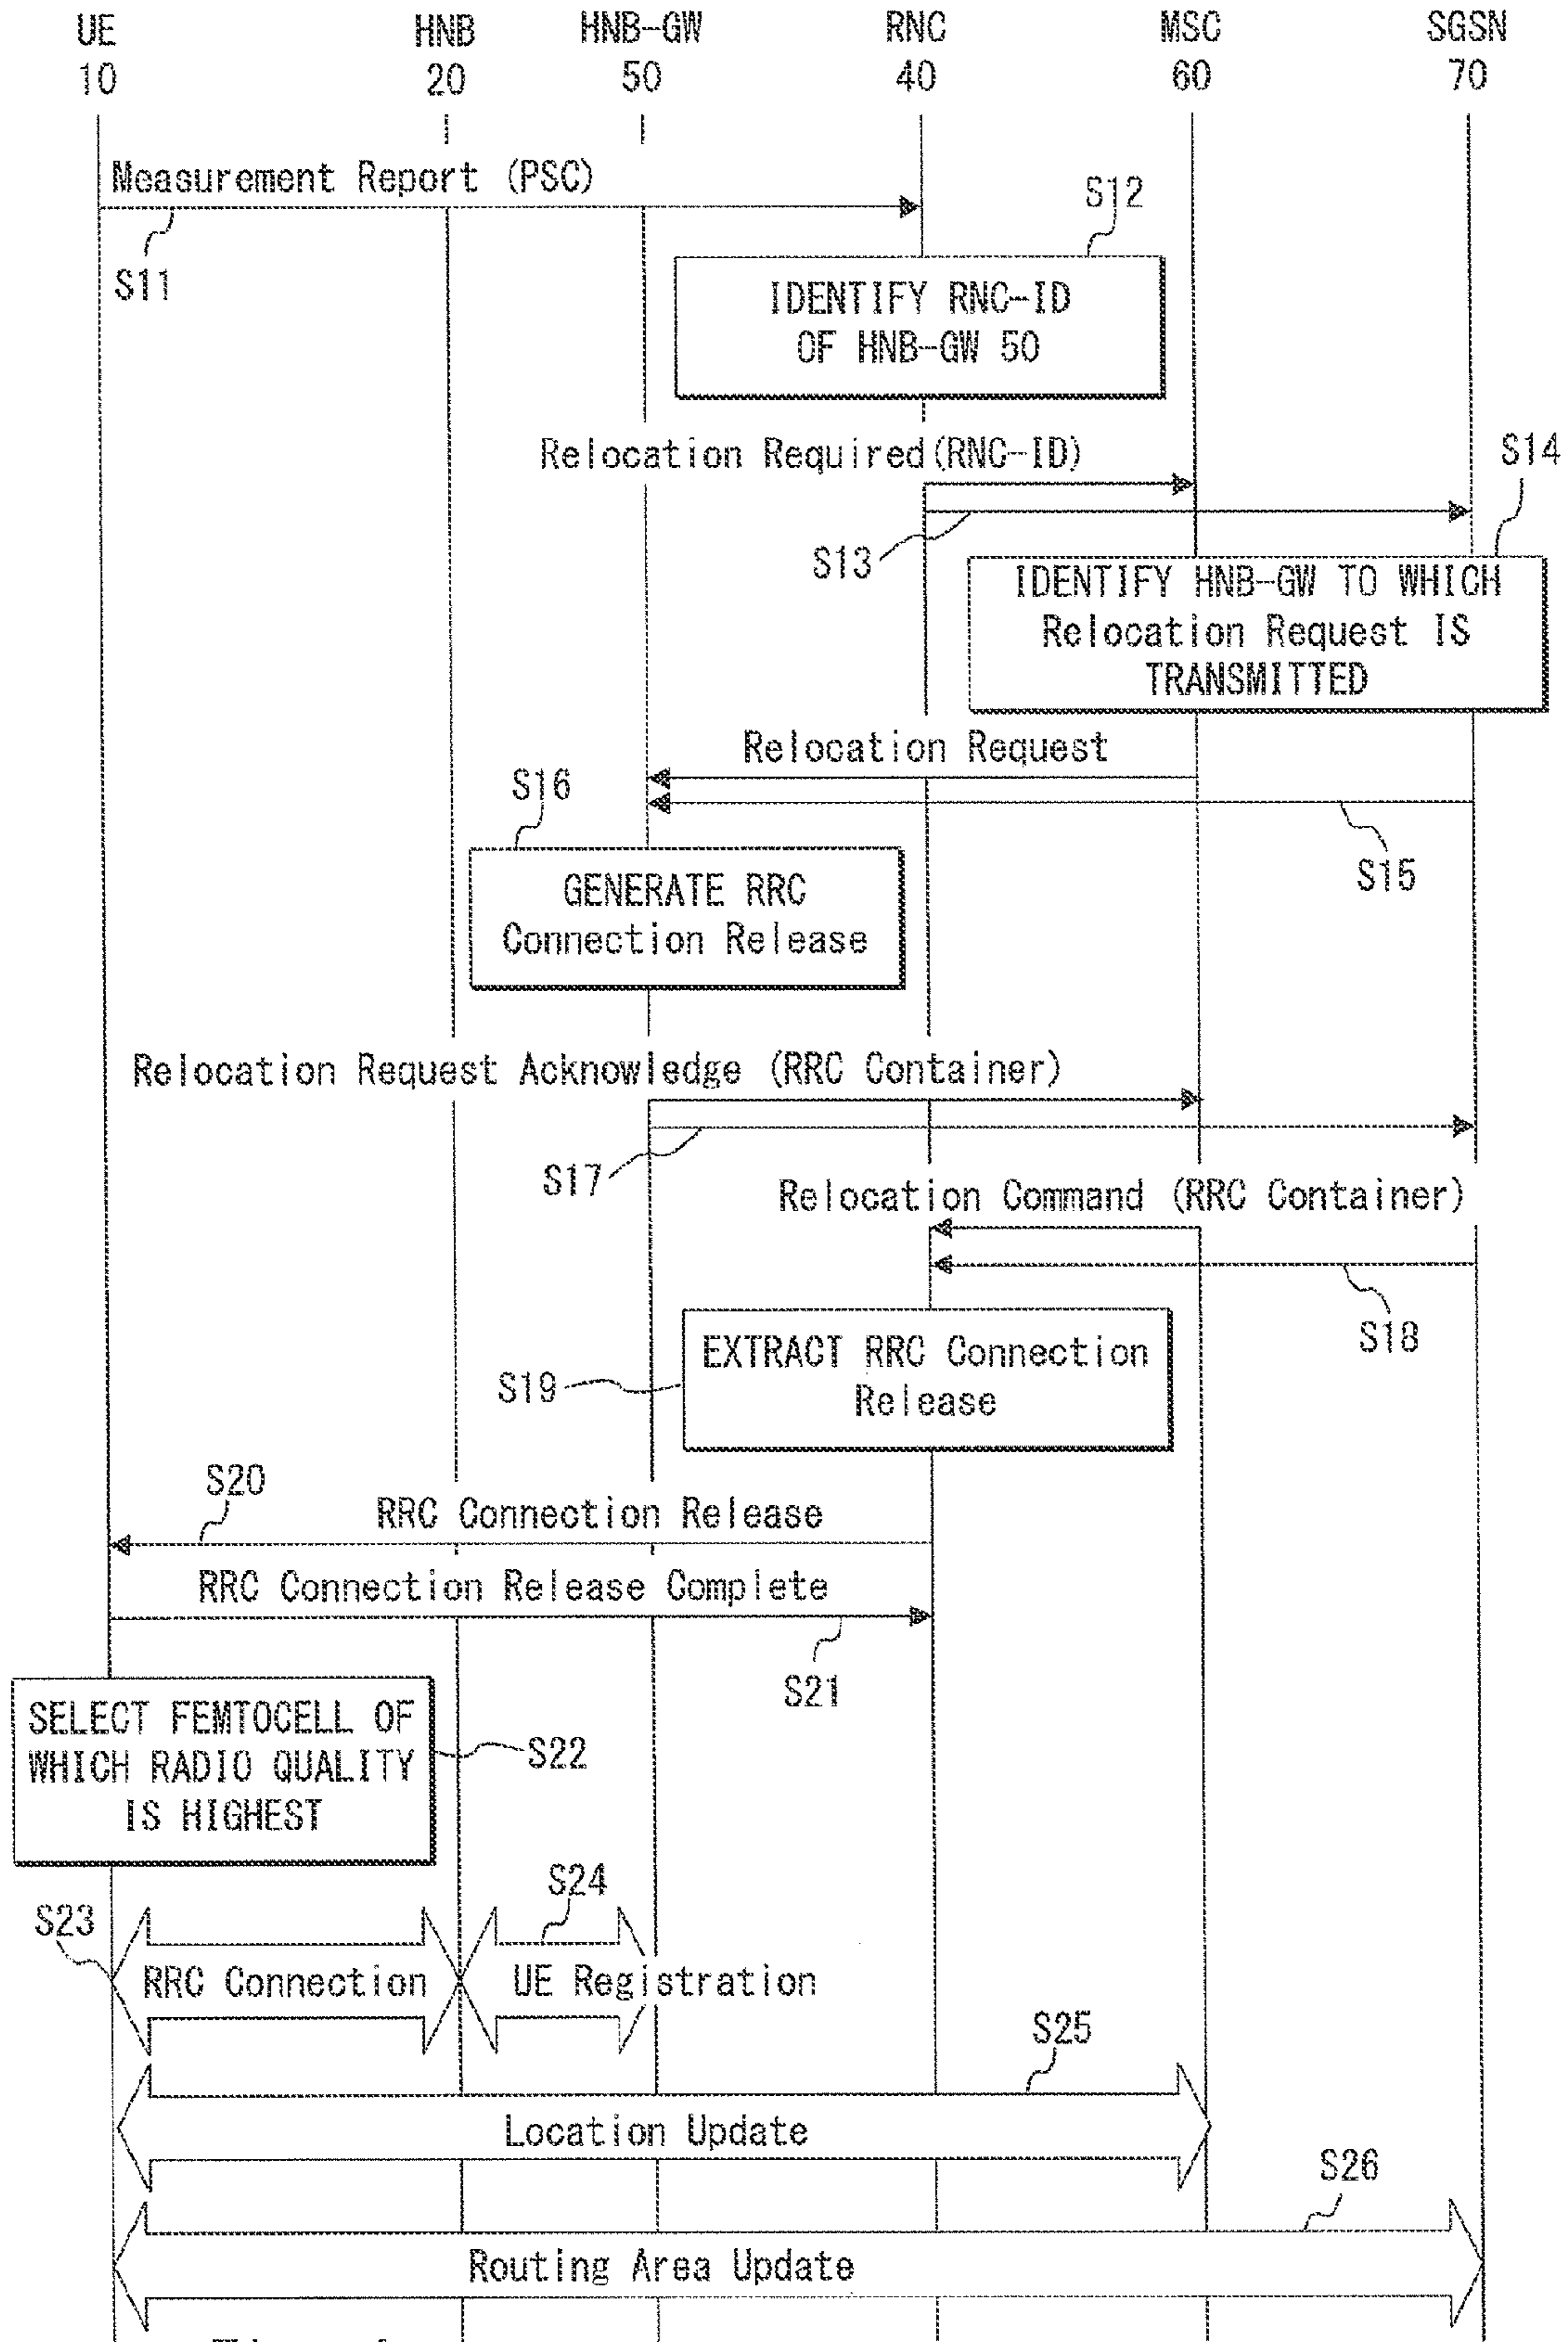 UE HNB HNB-GW RNC MSC SGSN
10 20 50 40 60 70
Measurement Report (PSC)
S11
S12
IDENTIFY RNC-ID
OF HNB-GW 50
Relocation Required(RNC-ID)
S13
S14
IDENTIFY HNB-GW TO WHICH
Relocation Request IS
TRANSMITTED
Relocation Request
S15
S16
GENERATE RRC
Connection Release
Relocation Request Acknowledge (RRC Container)
S17
Relocation Command (RRC Container)
S18
S19
EXTRACT RRC Connection
Release
S20
RRC Connection Release
RRC Connection Release Complete
S21
SELECT FEMTOCELL OF
WHICH RADIO QUALITY
IS HIGHEST
S22
S23
RRC Connection
S24
UE Registration
S25
Location Update
S26
Routing Area Update